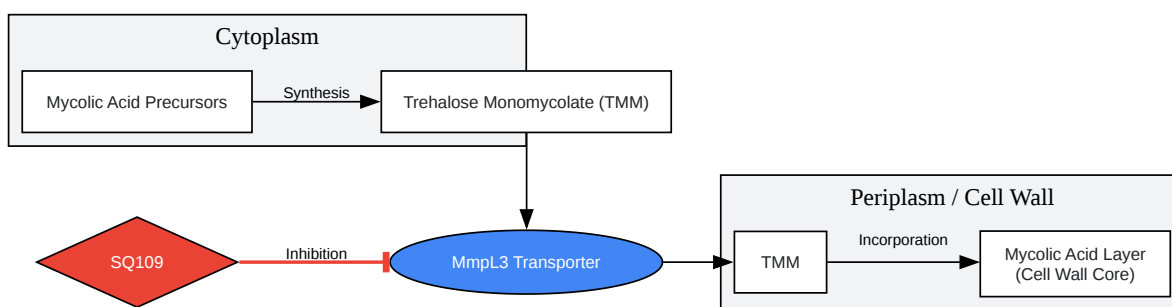 Cytoplasm
Mycolic Acid Precursors
Synthesis
Trehalose Monomycolate (TMM)
SQ109
Inhibition
MmpL3 Transporter
Periplasm / Cell Wall
TMM
Incorporation
Mycolic Acid Layer
(Cell Wall Core)